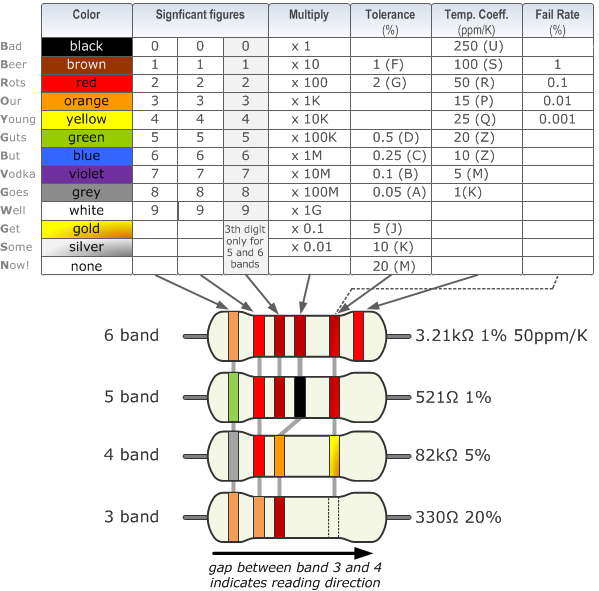 Color Signficant figures Multiply Tolerance (%) Temp. Coeff. (ppm/K) Fail Rate (%)
Bad black 0 0 0 x 1 250 (U)
Beer brown 1 1 1 x 10 1 (F) 100 (S) 1
Rots red 2 2 2 x 100 2 (G) 50 (R) 0.1
Our orange 3 3 3 x 1K 15 (P) 0.01
Young yellow 4 4 4 x 10K 25 (Q) 0.001
Guts green 5 5 5 x 100K 0.5 (D) 20 (Z)
But blue 6 6 6 x 1M 0.25 (C) 10 (Z)
Vodka violet 7 7 7 x 10M 0.1 (B) 5 (M)
Goes grey 8 8 8 x 100M 0.05 (A) 1(K)
Well white 9 9 9 x 1G
Get gold 3th digit x 0.1 5 (J)
Some silver only for x 0.01 10 (K)
5 and 6
Now! none bands 20 (M)
6 band 3.21kΩ 1% 50ppm/K
5 band 521Ω 1%
4 band 82kΩ 5%
3 band 330Ω 20%
gap between band 3 and 4
indicates reading direction